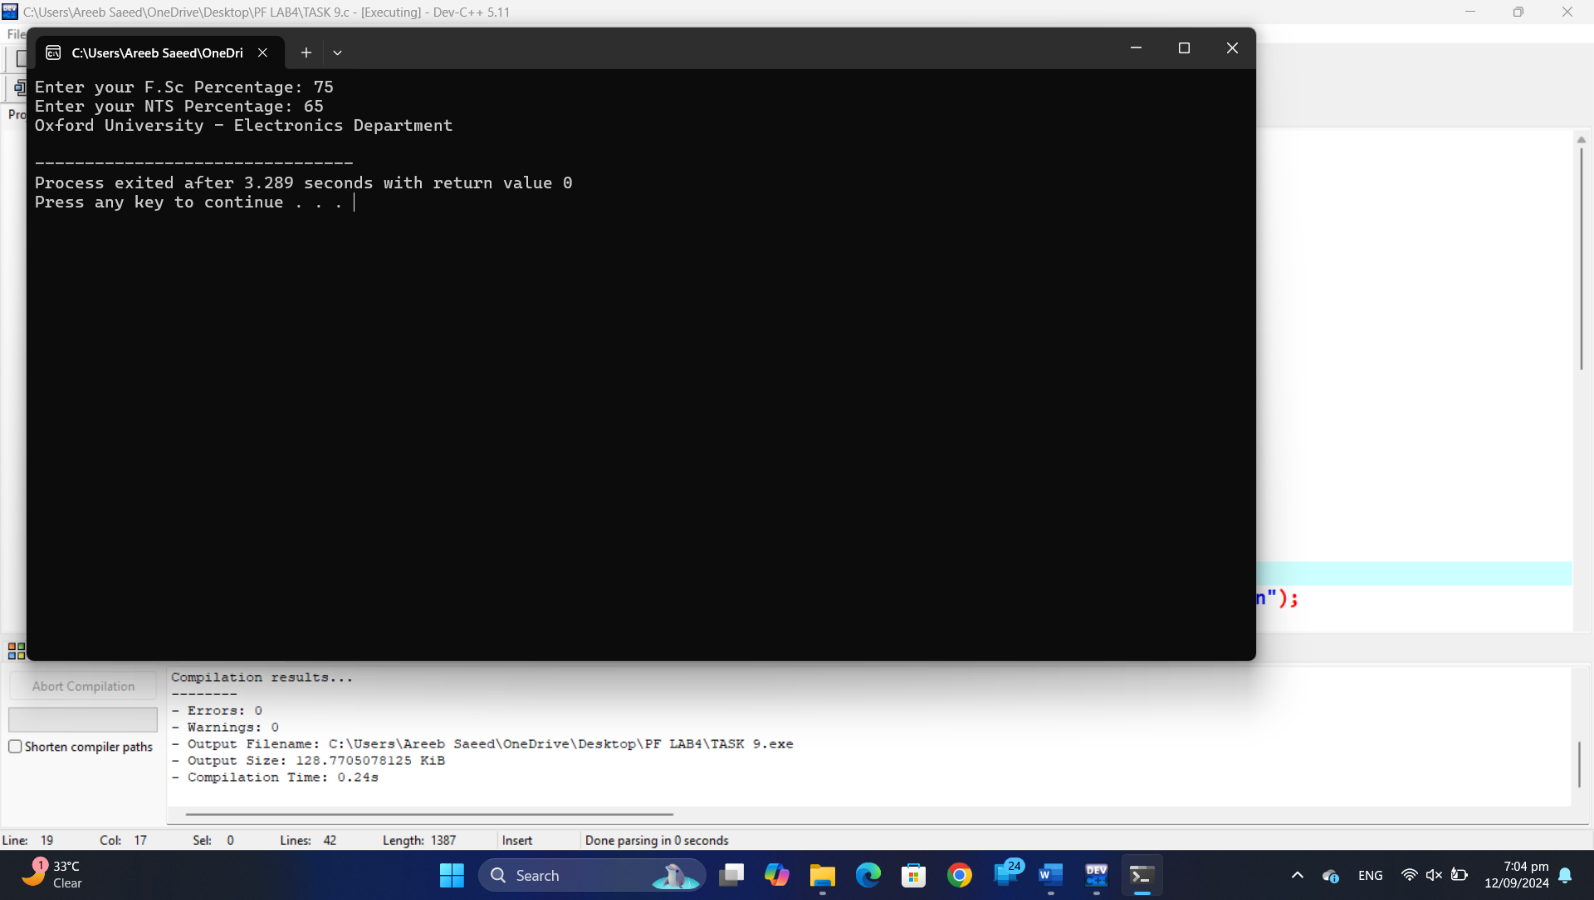 C:\Users\Areeb Saeed\OneDrive\Desktop\PF LAB4\TASK 9.c - [Executing] - Dev-C++ 5.11
File
C:\Users\Areeb Saeed\OneDri
Enter your F.Sc Percentage: 75
Enter your NTS Percentage: 65
Oxford University - Electronics Department
--------------------------------
Process exited after 3.289 seconds with return value 0
Press any key to continue . . .
Pro
n");
Abort Compilation
Shorten compiler paths
Compilation results...
--------
- Errors: 0
- Warnings: 0
- Output Filename: C:\Users\Areeb Saeed\OneDrive\Desktop\PF LAB4\TASK 9.exe
- Output Size: 128.7705078125 KiB
- Compilation Time: 0.24s
Line: 19 Col: 17 Sel: 0 Lines: 42 Length: 1387 Insert Done parsing in 0 seconds
1
33°C
Clear
Search
24
W
DEV
ENG
7:04 pm
12/09/2024